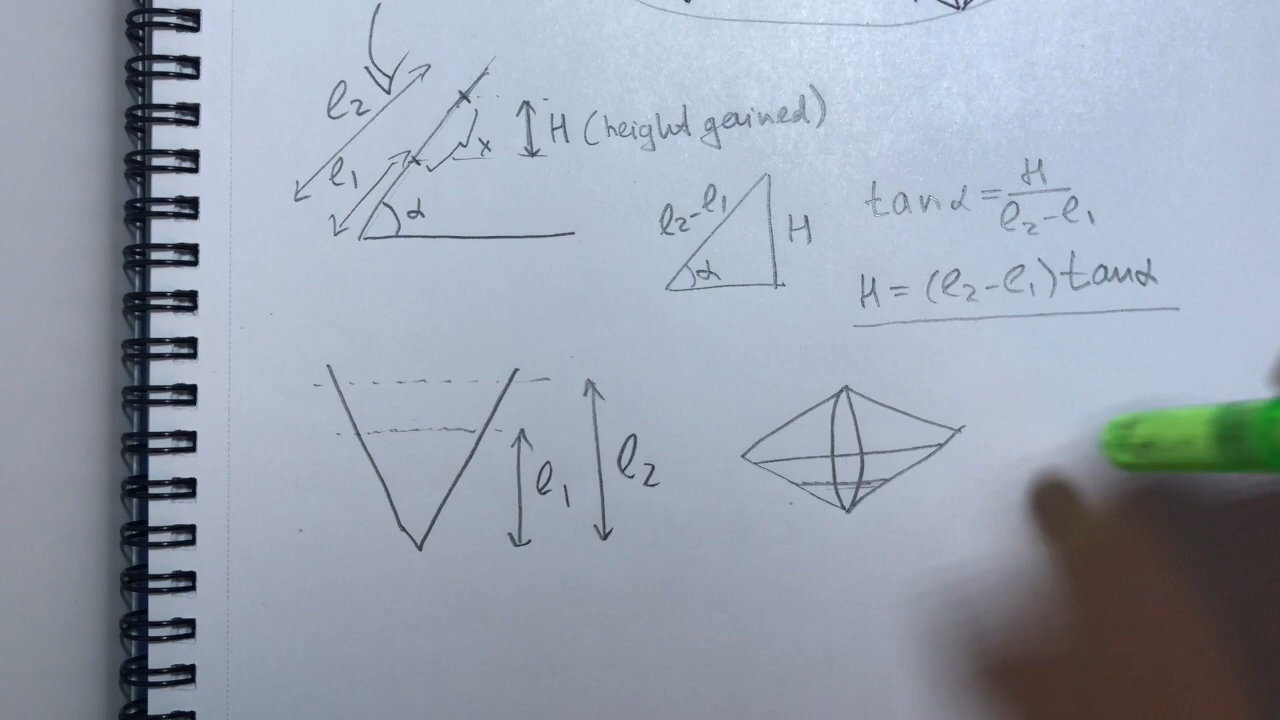 ℓ₂
ℓ₁
α
x
H (height gained)
ℓ₂-ℓ₁
α
H
tanα = H/(ℓ₂-ℓ₁)
H = (ℓ₂-ℓ₁)tanα
ℓ₁
ℓ₂